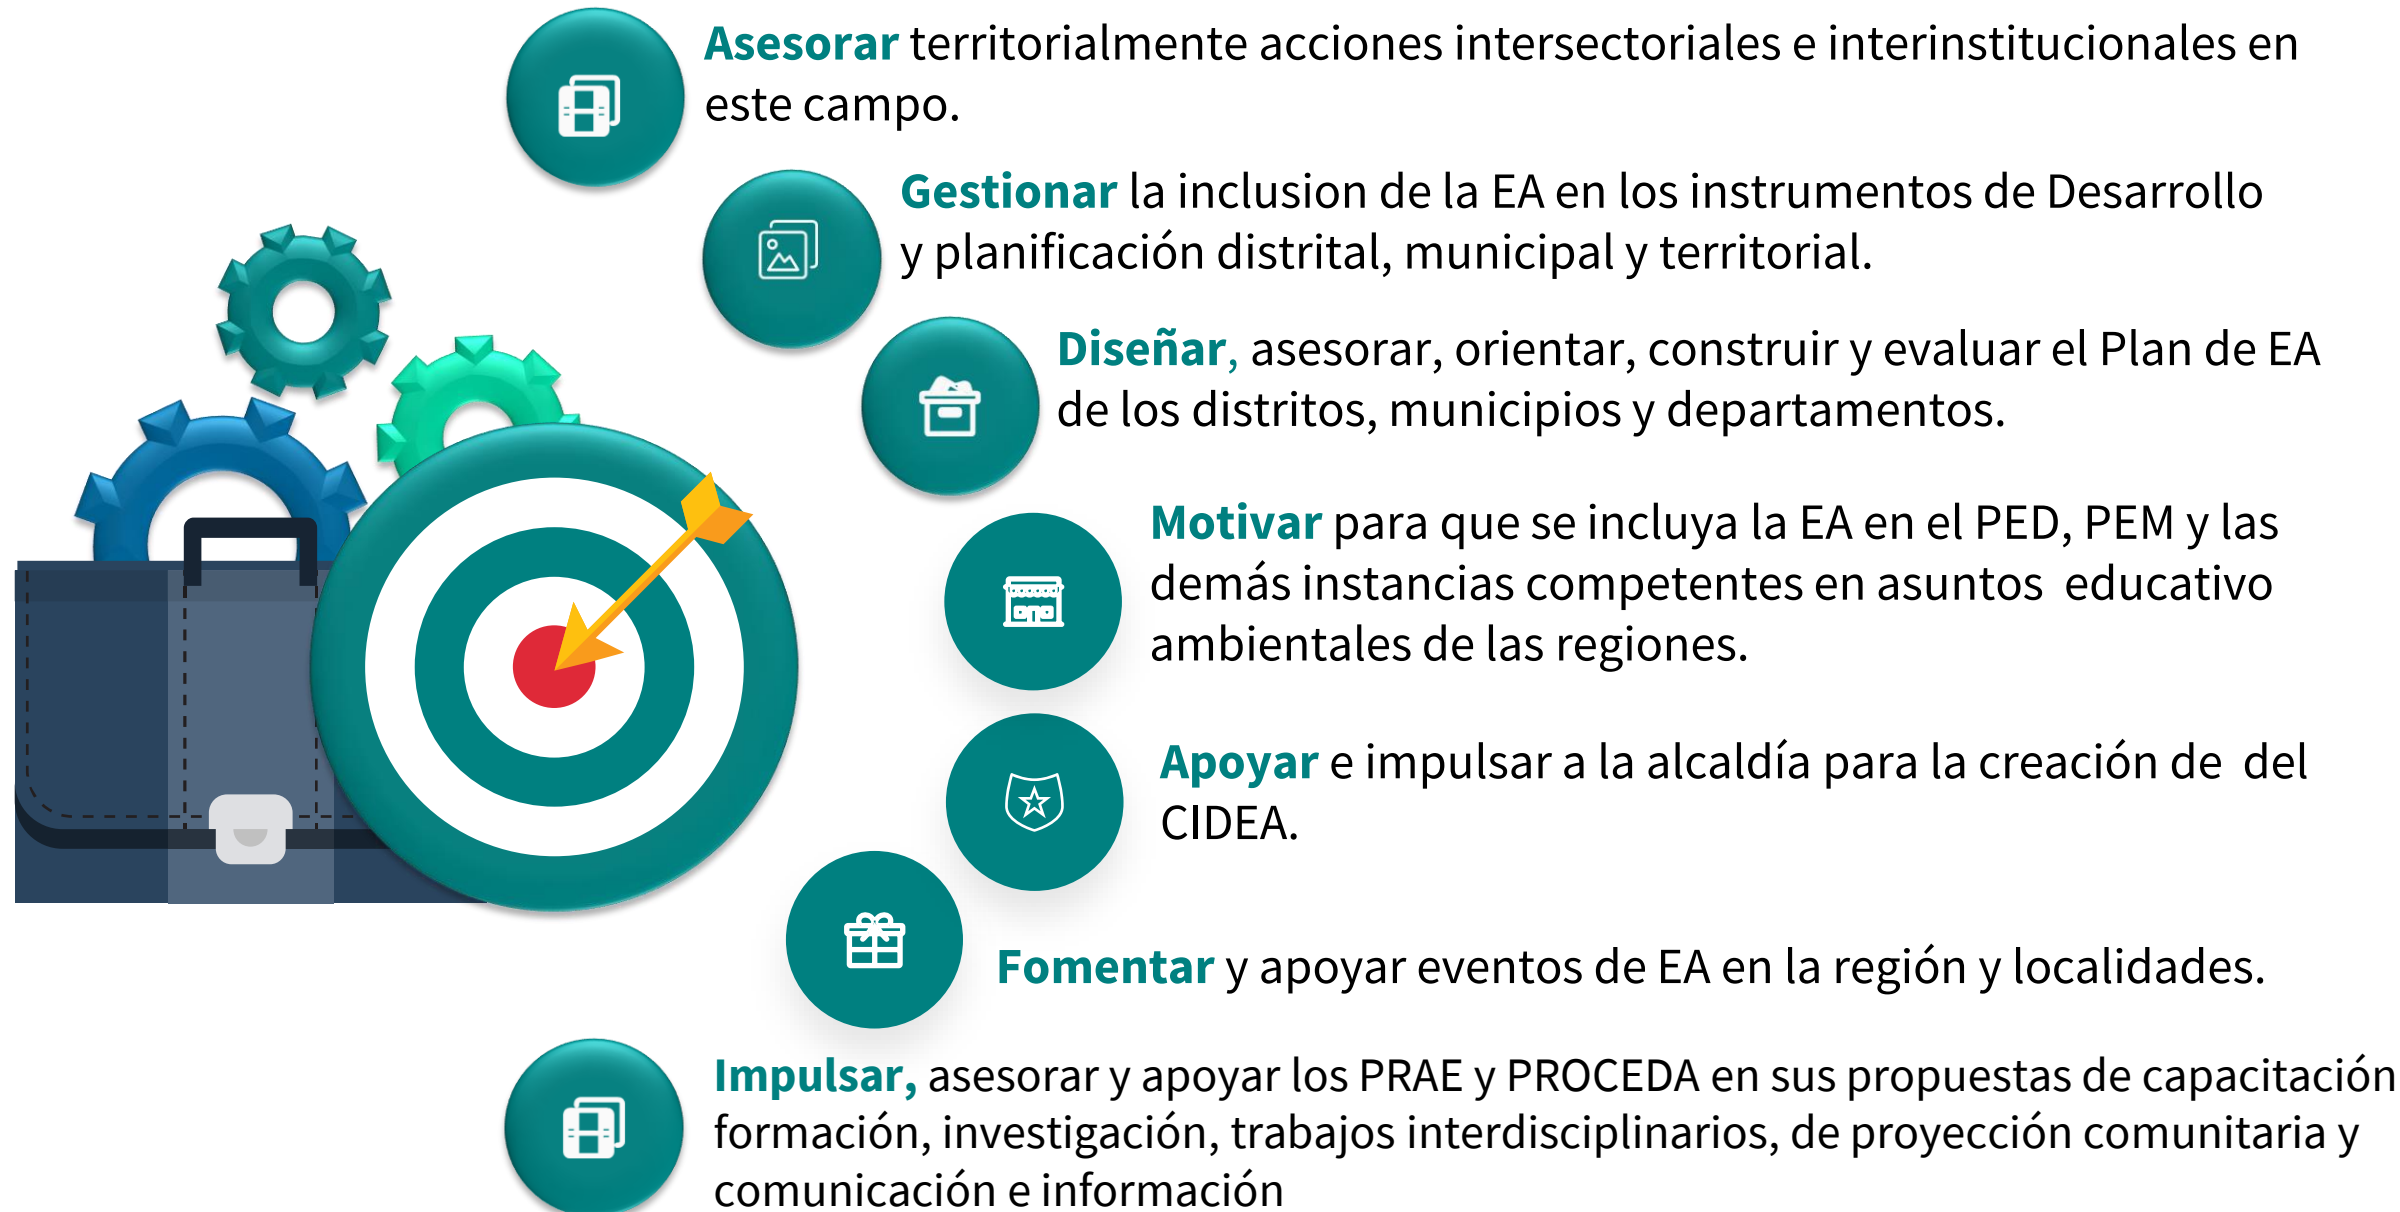 Asesorar territorialmente acciones intersectoriales e interinstitucionales en
este campo.
Gestionar la inclusion de la EA en los instrumentos de Desarrollo
y planificación distrital, municipal y territorial.
Diseñar, asesorar, orientar, construir y evaluar el Plan de EA
de los distritos, municipios y departamentos.
Motivar para que se incluya la EA en el PED, PEM y las
demás instancias competentes en asuntos educativo
ambientales de las regiones.
Apoyar e impulsar a la alcaldía para la creación de del
CIDEA.
Fomentar y apoyar eventos de EA en la región y localidades.
Impulsar, asesorar y apoyar los PRAE y PROCEDA en sus propuestas de capacitación
formación, investigación, trabajos interdisciplinarios, de proyección comunitaria y
comunicación e información